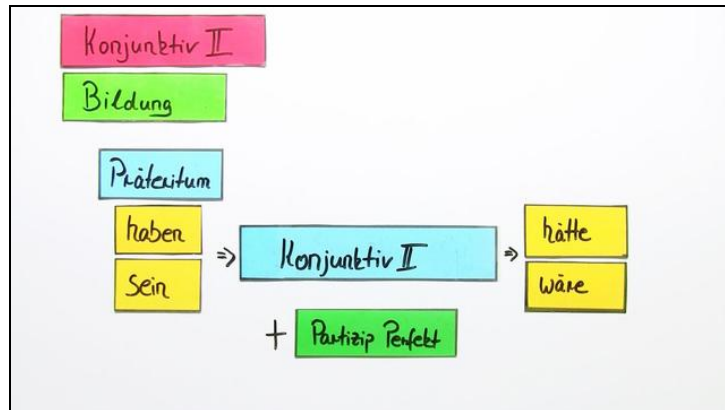 Konjunktiv II
Bildung
Präteritum
haben
sein
⇒
Konjunktiv II
⇒
hätte
wäre
+ Partizip Perfekt